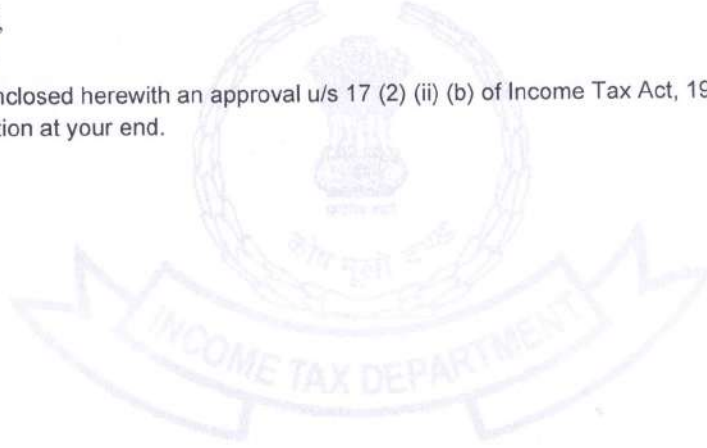 nclosed herewith an approval u/s 17 (2) (ii) (b) of Income Tax Act, 19
tion at your end.
कोष मूलो दण्डः
INCOME TAX DEPARTMENT